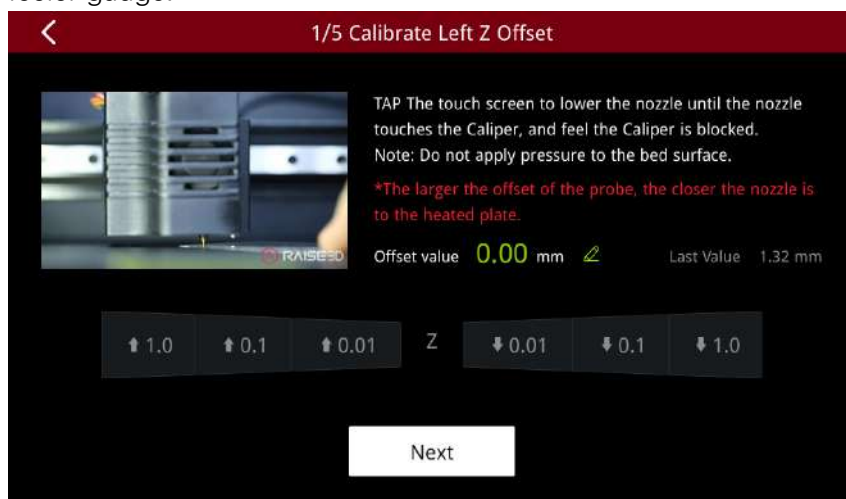 1/5 Calibrate Left Z Offset
TAP The touch screen to lower the nozzle until the nozzle
touches the Caliper, and feel the Caliper is blocked.
Note: Do not apply pressure to the bed surface.
*The larger the offset of the probe, the closer the nozzle is
to the heated plate.
RAISE3D
Offset value 0.00 mm Last Value 1.32 mm
⬆ 1.0 ⬆ 0.1 ⬆ 0.01 Z ⬇ 0.01 ⬇ 0.1 ⬇ 1.0
Next